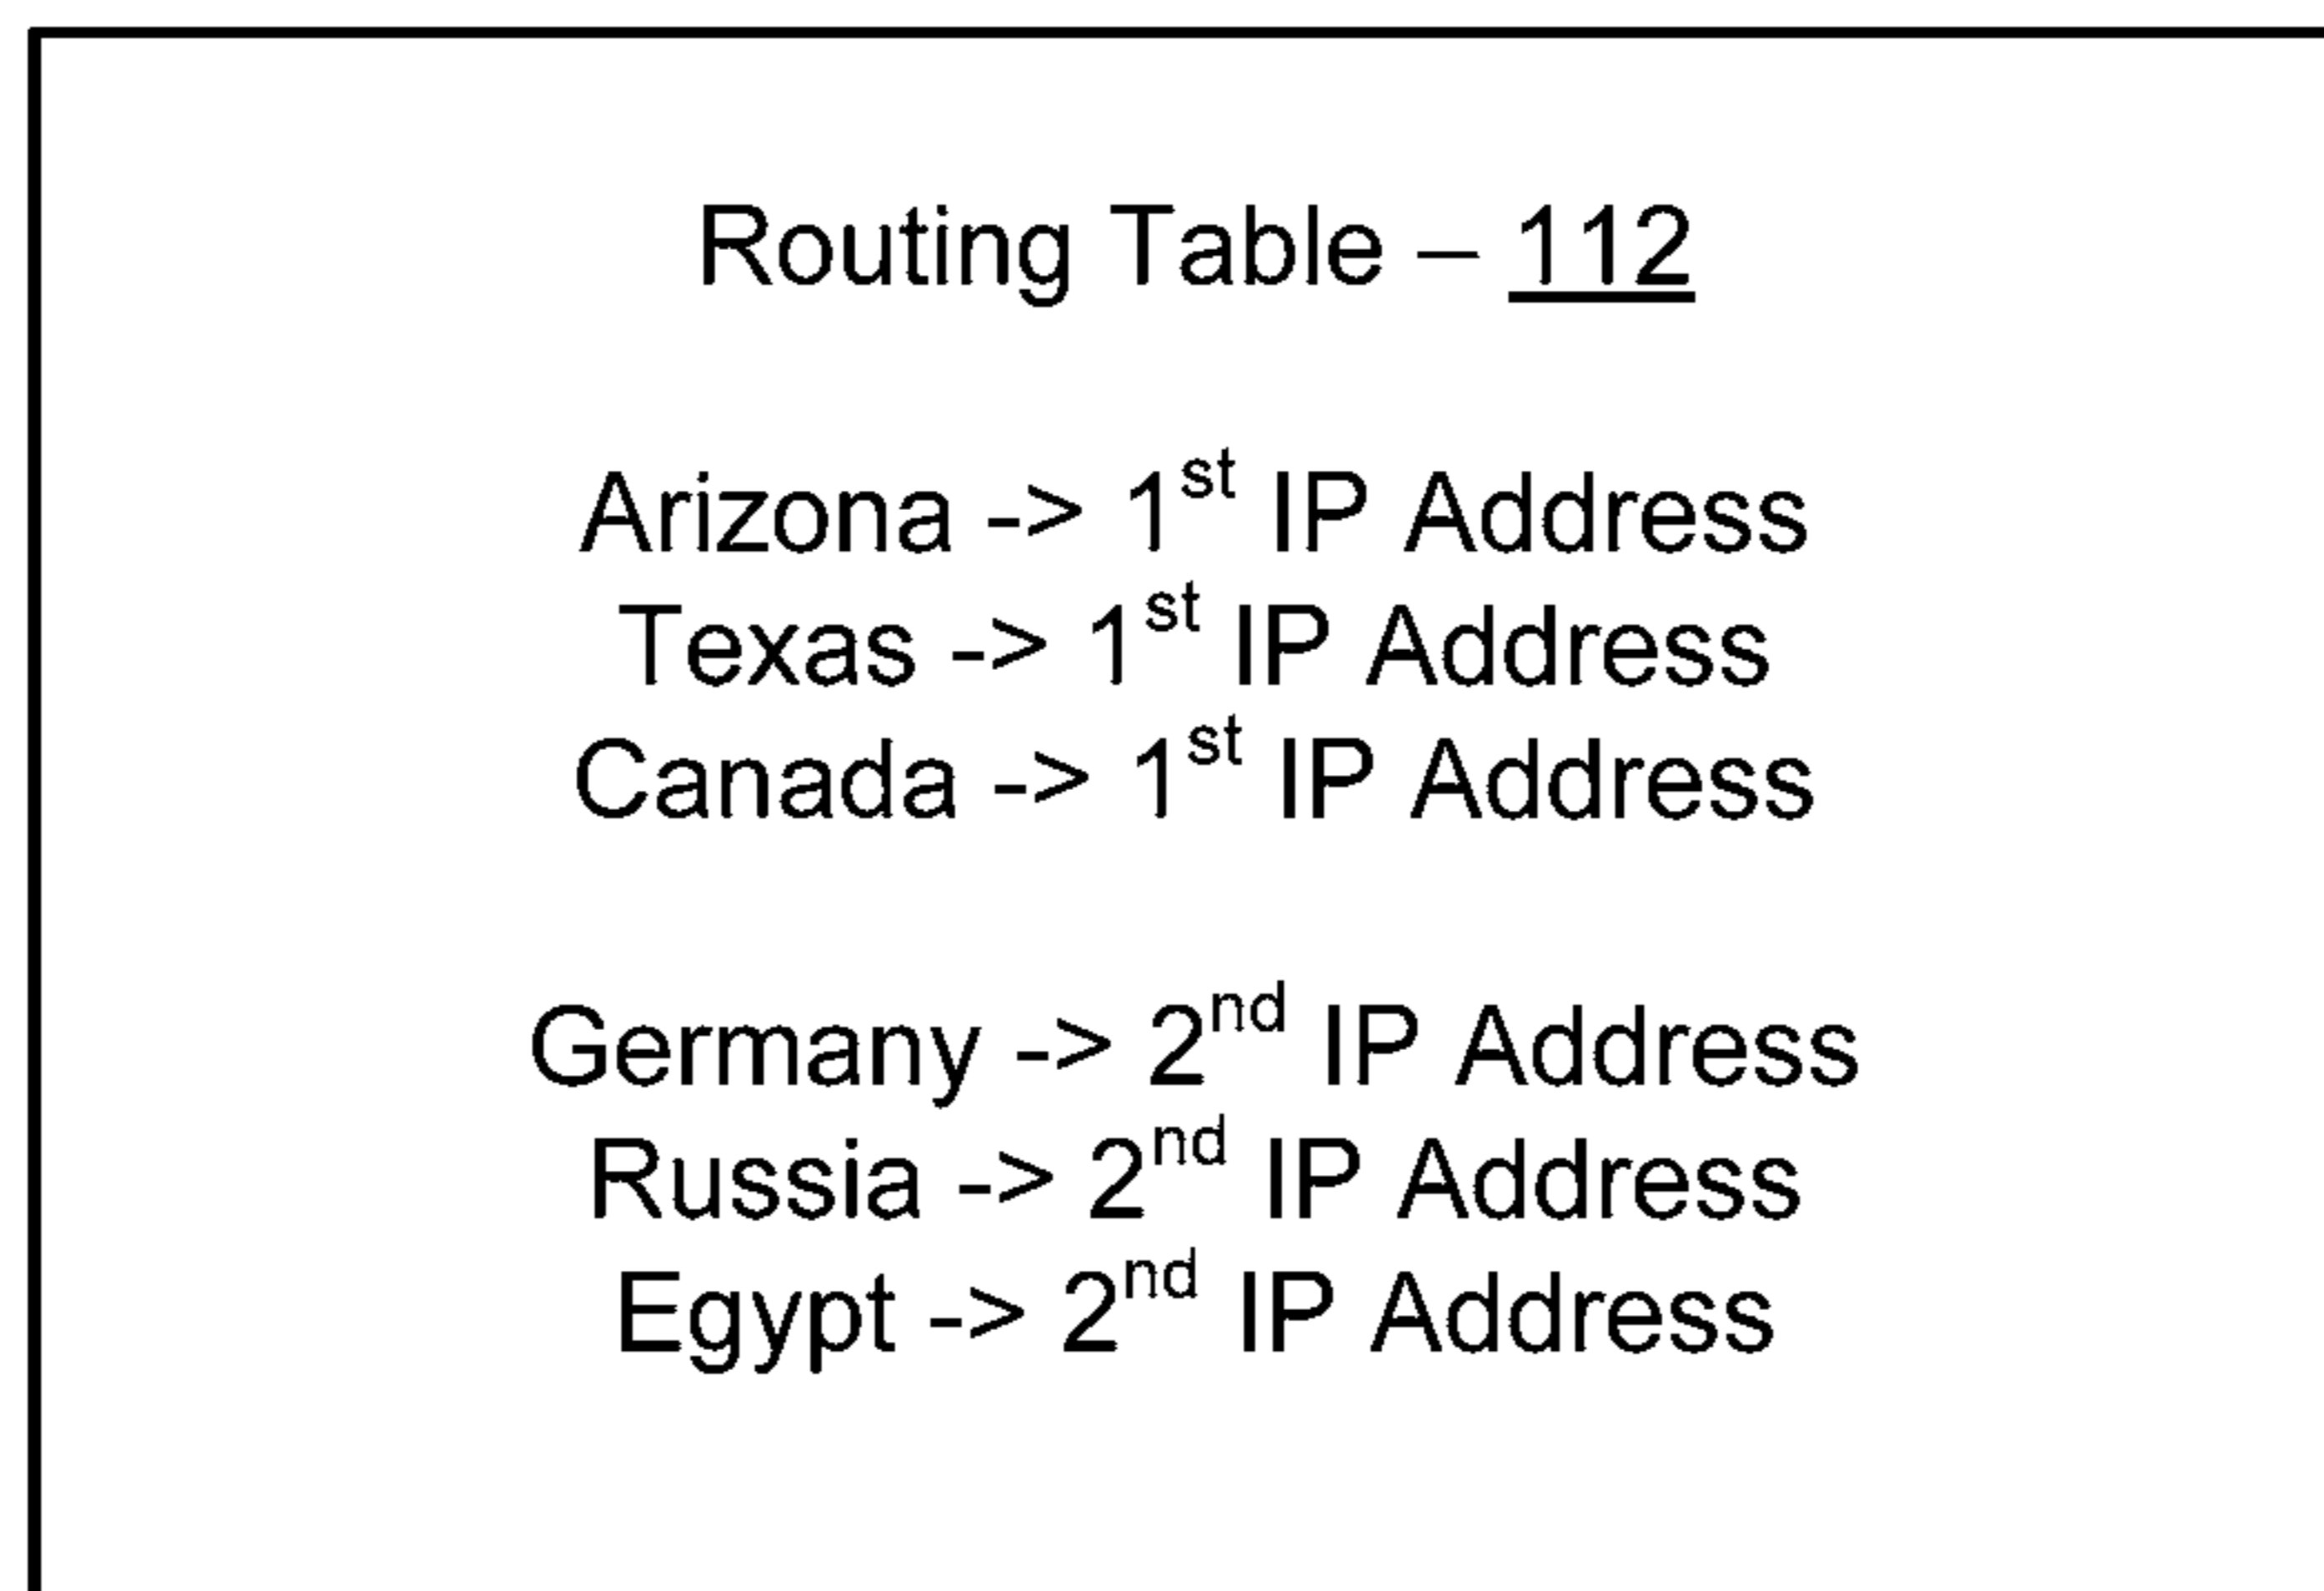 Routing Table – 112
Arizona -> 1st IP Address
Texas -> 1st IP Address
Canada -> 1st IP Address
Germany -> 2nd IP Address
Russia -> 2nd IP Address
Egypt -> 2nd IP Address